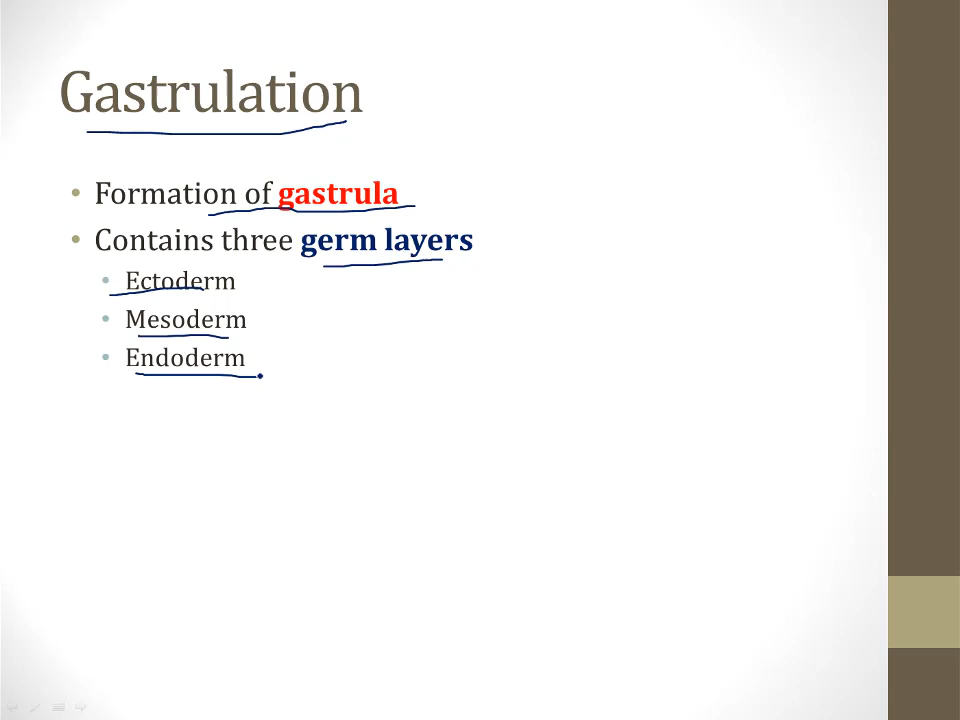 Gastrulation
• Formation of gastrula
• Contains three germ layers
• Ectoderm
• Mesoderm
• Endoderm